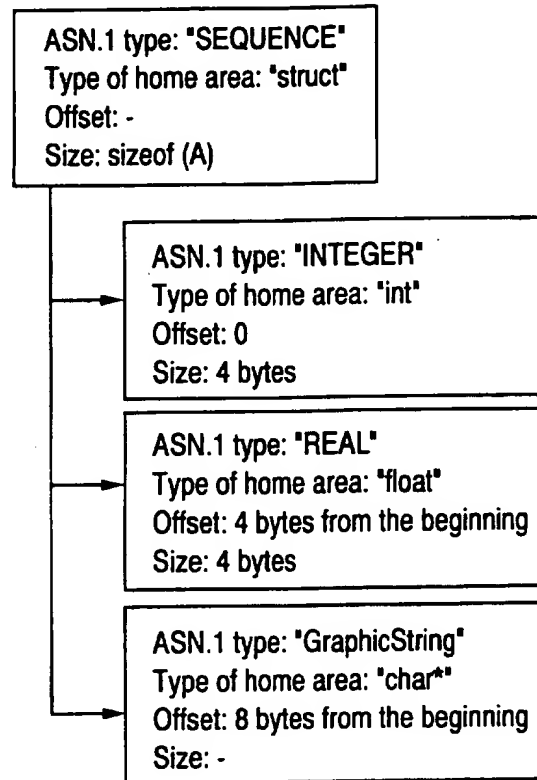 ASN.1 type: "SEQUENCE"
Type of home area: "struct"
Offset: -
Size: sizeof (A)
ASN.1 type: "INTEGER"
Type of home area: "int"
Offset: 0
Size: 4 bytes
ASN.1 type: "REAL"
Type of home area: "float"
Offset: 4 bytes from the beginning
Size: 4 bytes
ASN.1 type: "GraphicString"
Type of home area: "char*"
Offset: 8 bytes from the beginning
Size: -